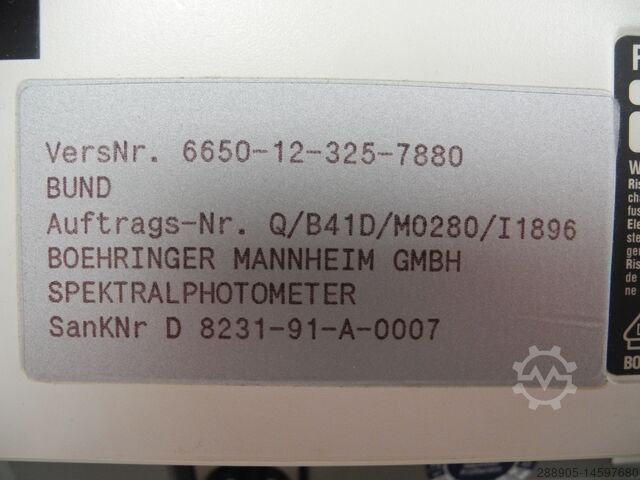 VersNr. 6650-12-325-7880
BUND
Auftrags-Nr. Q/B41D/M0280/I1896
BOEHRINGER MANNHEIM GMBH
SPEKTRALPHOTOMETER
SanKNr D 8231-91-A-0007
288905-14597680